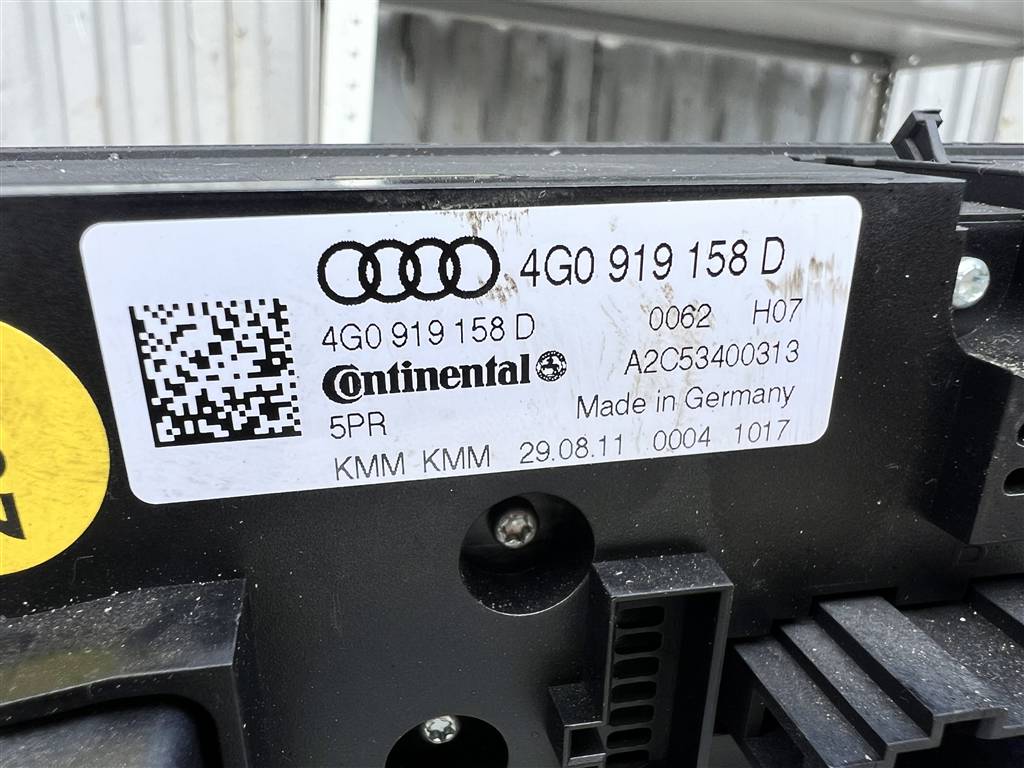 4G0 919 158 D
4G0 919 158 D 0062 H07
Continental A2C53400313
5PR Made in Germany
KMM KMM 29.08.11 0004 1017